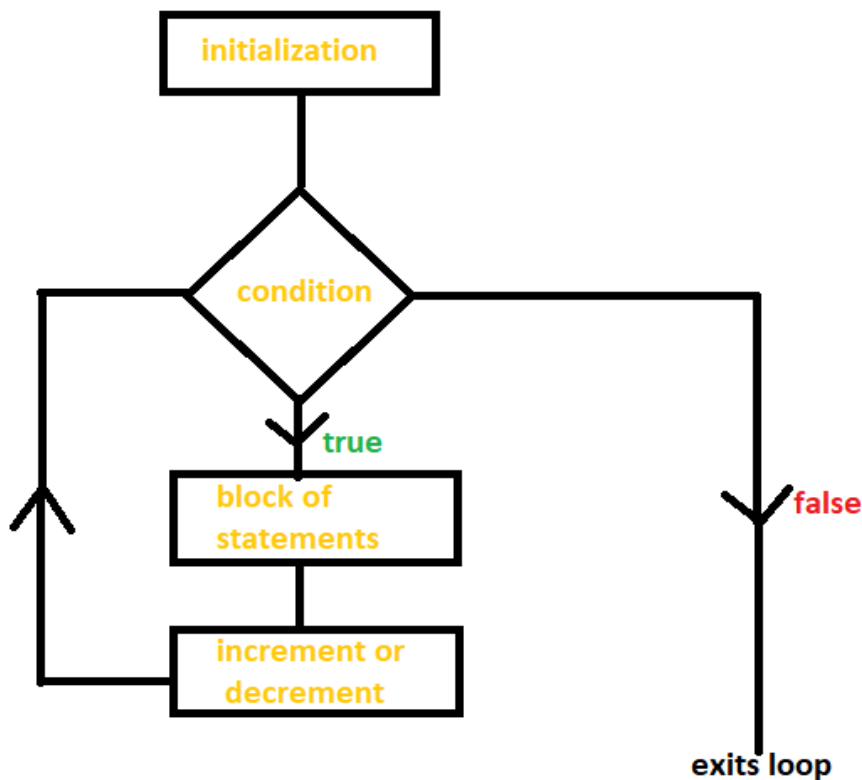 initialization
condition
true
block of
statements
false
increment or
decrement
exits loop